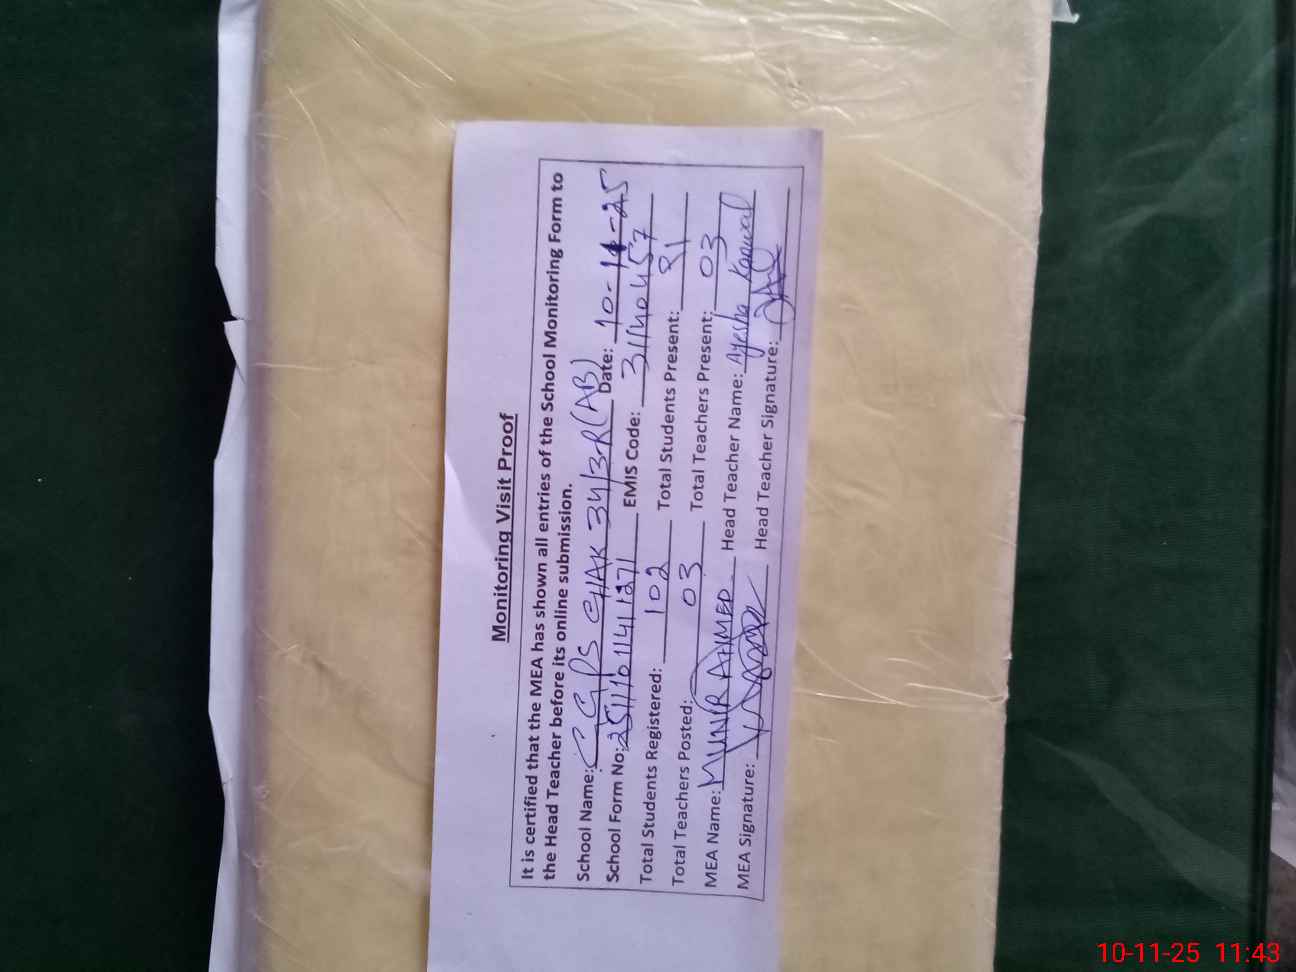 Monitoring Visit Proof
It is certified that the MEA has shown all entries of the School Monitoring Form to
the Head Teacher before its online submission.
School Name: GGPS CHAK 34/3-R(AB) Date: 10-11-25
School Form No: EMIS Code: 31140457
Total Students Registered: 102 Total Students Present: 81
Total Teachers Posted: 03 Total Teachers Present: 03
MEA Name: MUNIR AHMED Head Teacher Name: Ayesha Kanwal
MEA Signature: Head Teacher Signature:
10-11-25 11:43